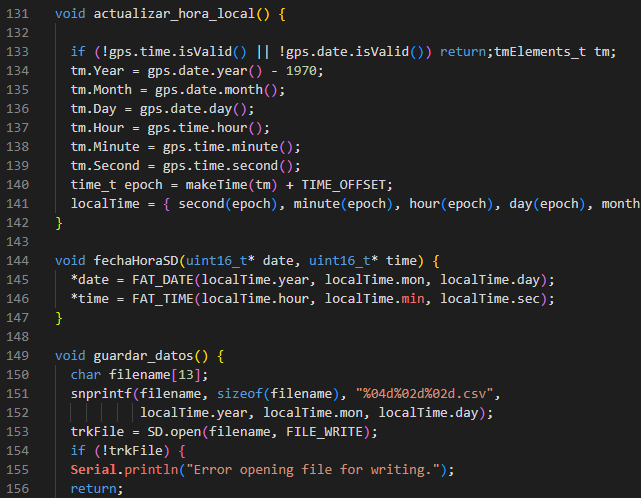 131 void actualizar_hora_local() {
132
133 if (!gps.time.isValid() || !gps.date.isValid()) return;tmElements_t tm;
134 tm.Year = gps.date.year() - 1970;
135 tm.Month = gps.date.month();
136 tm.Day = gps.date.day();
137 tm.Hour = gps.time.hour();
138 tm.Minute = gps.time.minute();
139 tm.Second = gps.time.second();
140 time_t epoch = makeTime(tm) + TIME_OFFSET;
141 localTime = { second(epoch), minute(epoch), hour(epoch), day(epoch), month
142 }
143
144 void fechaHoraSD(uint16_t* date, uint16_t* time) {
145 *date = FAT_DATE(localTime.year, localTime.mon, localTime.day);
146 *time = FAT_TIME(localTime.hour, localTime.min, localTime.sec);
147 }
148
149 void guardar_datos() {
150 char filename[13];
151 snprintf(filename, sizeof(filename), "%04d%02d%02d.csv",
152 localTime.year, localTime.mon, localTime.day);
153 trkFile = SD.open(filename, FILE_WRITE);
154 if (!trkFile) {
155 Serial.println("Error opening file for writing.");
156 return;